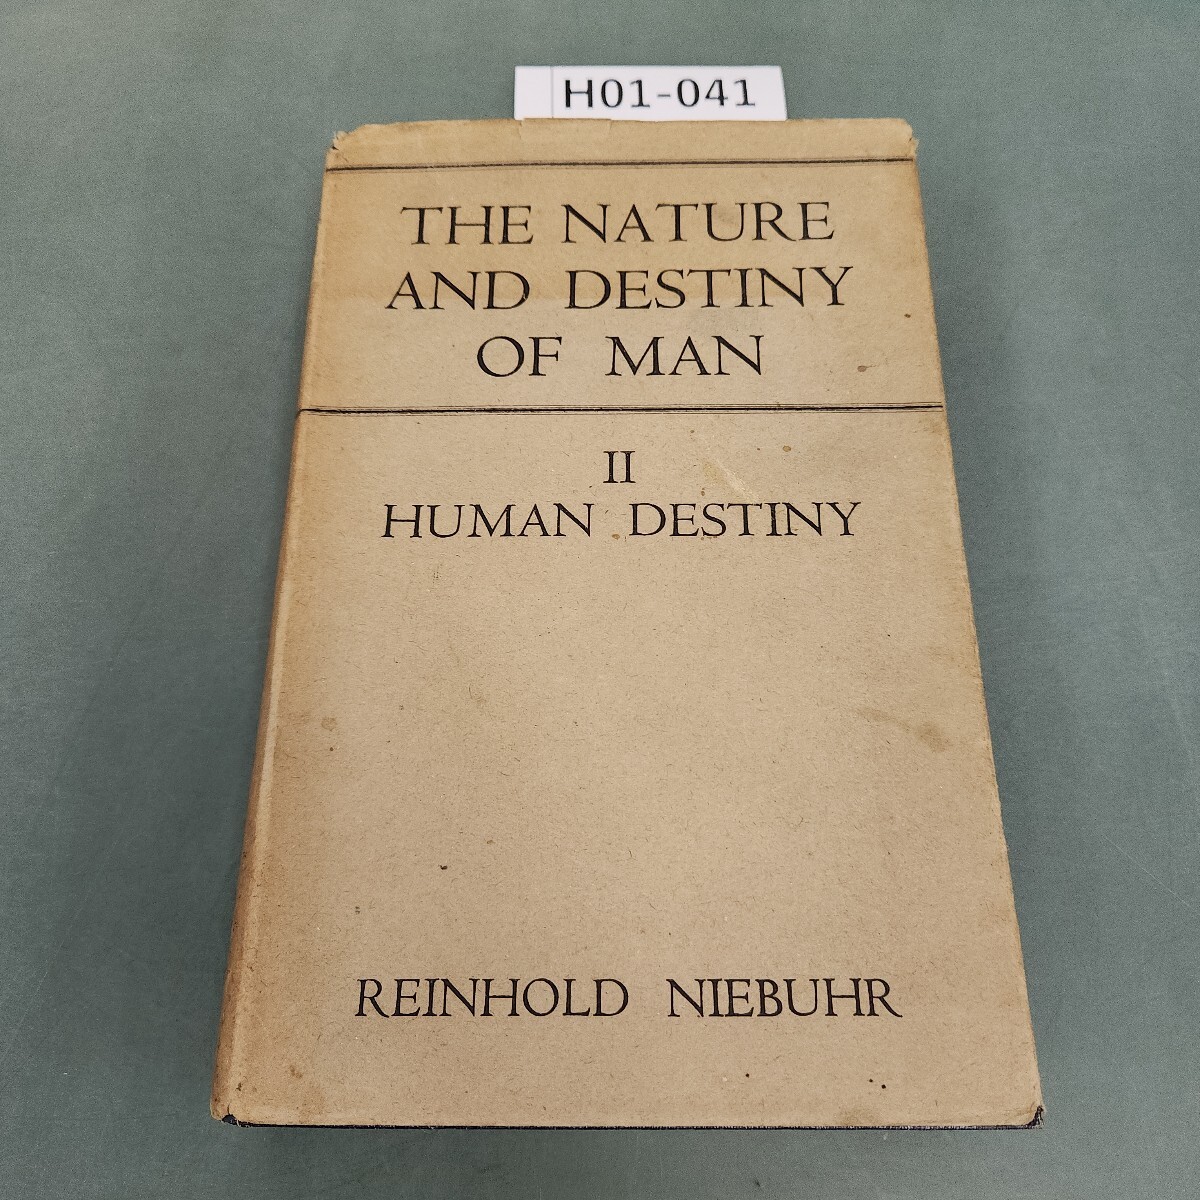 H01-041
THE NATURE
AND DESTINY
OF MAN
II
HUMAN DESTINY
REINHOLD NIEBUHR